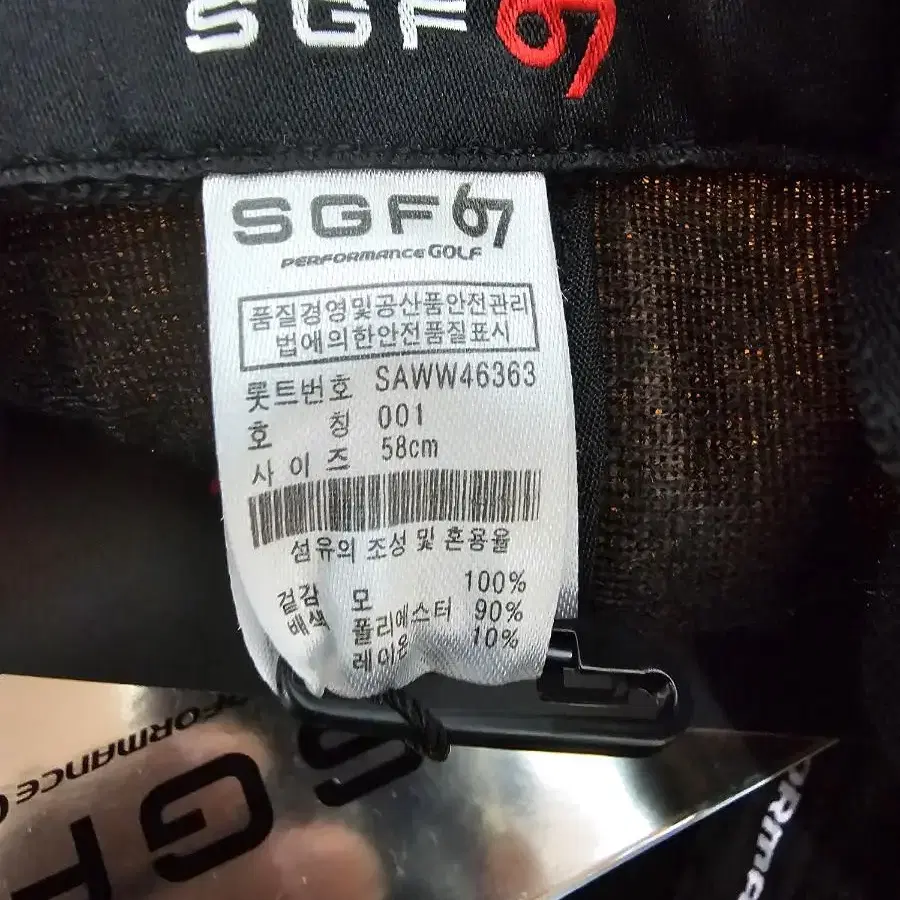 SGF67
SGF67
PERFORMANCE GOLF
품질경영및공산품안전관리
법에의한안전품질표시
롯트번호 SAWW46363
호 칭 001
사 이 즈 58cm
섬유의 조성 및 혼용율
겉감 모 100%
배색 폴리에스터 90%
레이온 10%
PERFORMANCE
SGF